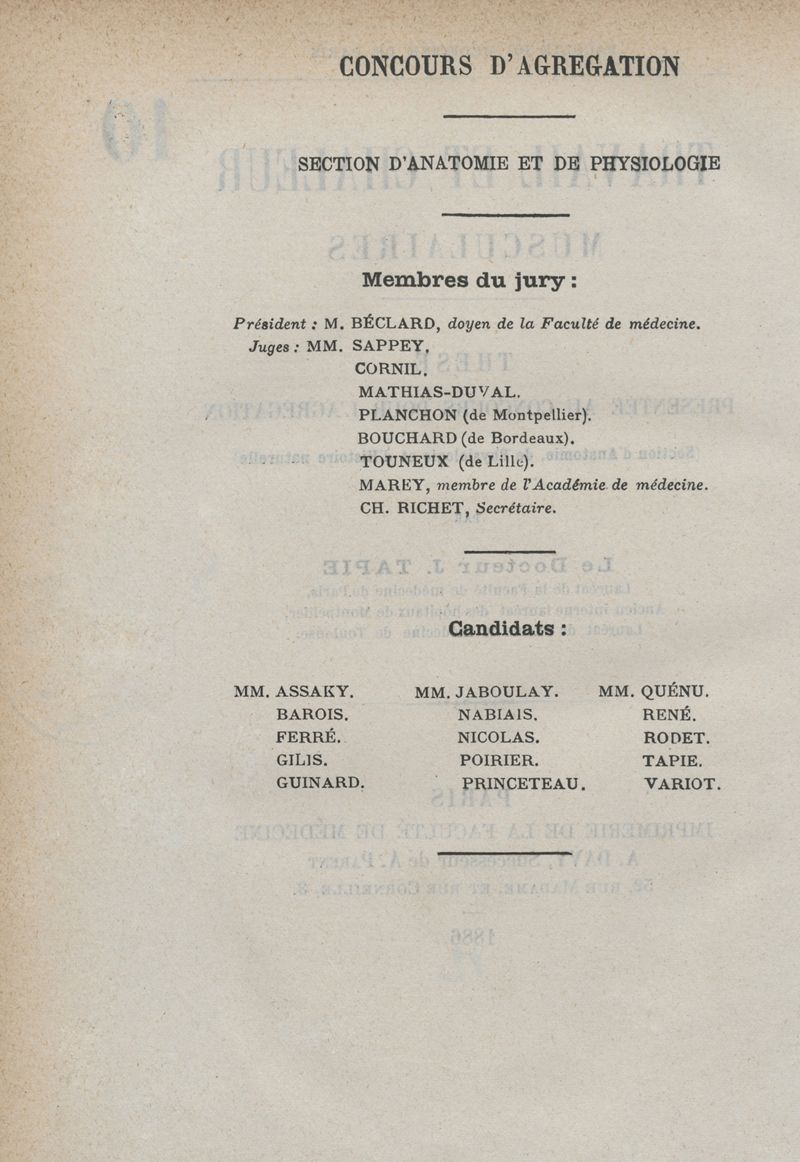 CONCOURS D'AGREGATION
SECTION D'ANATOMIE ET DE PHYSIOLOGIE
Membres du jury :
Président : M. BÉCLARD, doyen de la Faculté de médecine.
Juges : MM. SAPPEY.
CORNIL.
MATHIAS-DUVAL.
PLANCHON (de Montpellier).
BOUCHARD (de Bordeaux).
TOUNEUX (de Lille).
MAREY, membre de l'Académie de médecine.
CH. RICHET, Secrétaire.
Candidats :
MM. ASSAKY. MM. JABOULAY. MM. QUÉNU.
BAROIS. NABIAIS. RENÉ.
FERRÉ. NICOLAS. RODET.
GILIS. POIRIER. TAPIE.
GUINARD. PRINCETEAU. VARIOT.